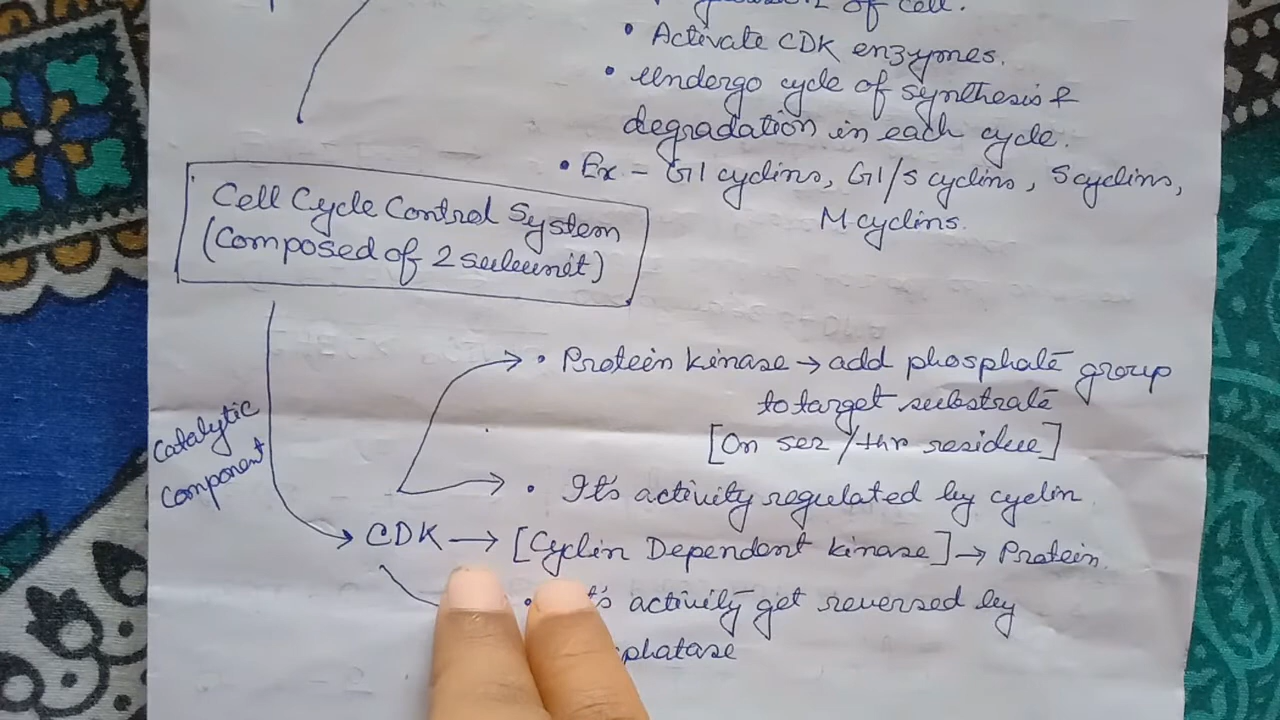 of cell.
• Activate CDK enzymes.
• Undergo cycle of synthesis &
degradation in each cycle.
• Ex – G1 cyclins, G1/S cyclins, S cyclins,
M cyclins.
Cell Cycle Control System
(Composed of 2 subunit)
• Protein kinase → add phosphate group
to target substrate
[On ser/thr residue]
Catalytic
Component
• It's activity regulated by cyclin
CDK → [Cyclin Dependent kinase] → Protein.
• activity get reversed by